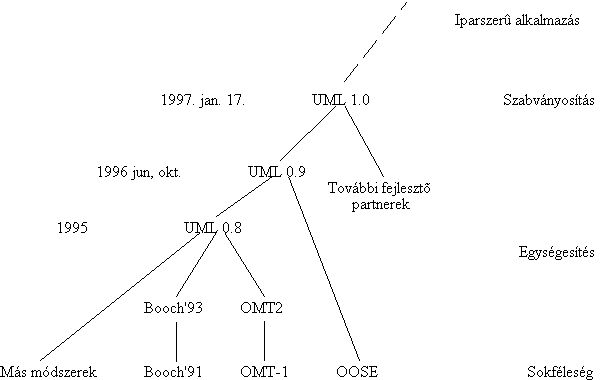 Iparszerû alkalmazás
1997. jan. 17. UML 1.0 Szabványosítás
1996 jun, okt. UML 0.9
További fejlesztõ
partnerek
1995 UML 0.8
Egységesítés
Booch'93 OMT2
Más módszerek Booch'91 OMT-1 OOSE Sokféleség